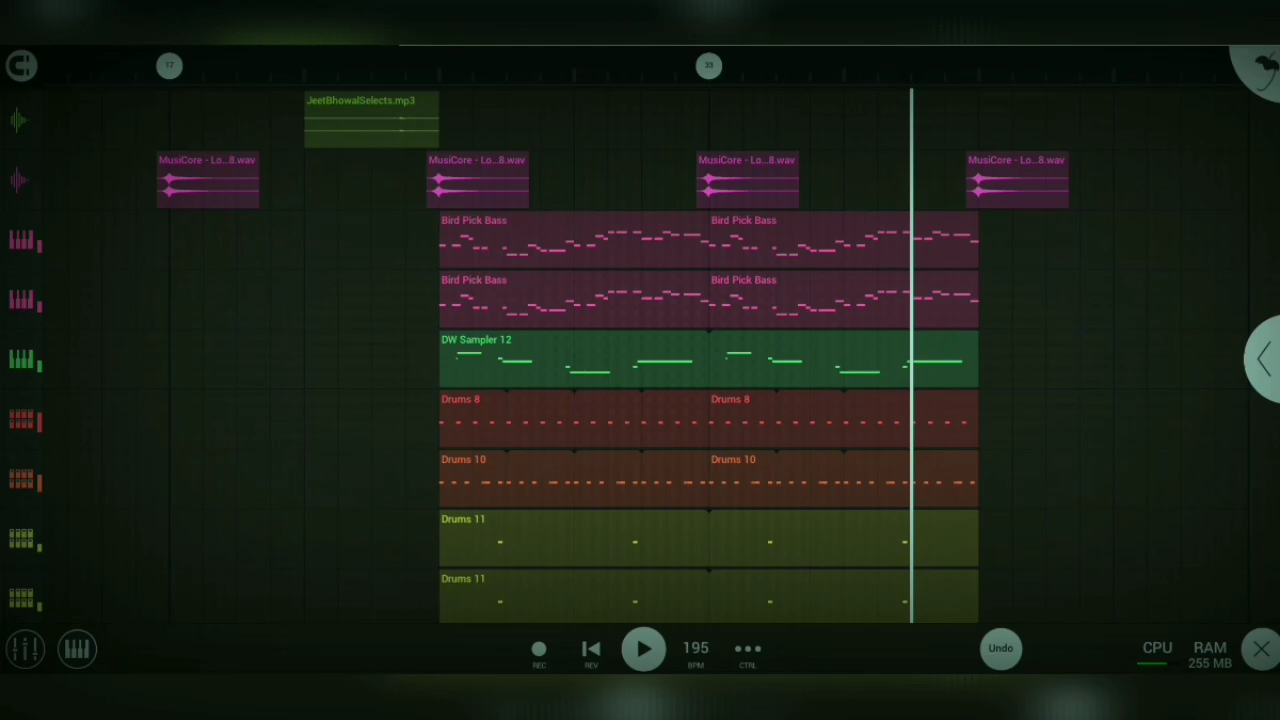 17
33
JeetBhowalSelects.mp3
MusiCore - Lo...8.wav
MusiCore - Lo...8.wav
MusiCore - Lo...8.wav
MusiCore - Lo...8.wav
Bird Pick Bass
Bird Pick Bass
Bird Pick Bass
Bird Pick Bass
DW Sampler 12
Drums 8
Drums 8
Drums 10
Drums 10
Drums 11
Drums 11
REC
REV
195
BPM
CTRL
Undo
CPU
RAM
255 MB